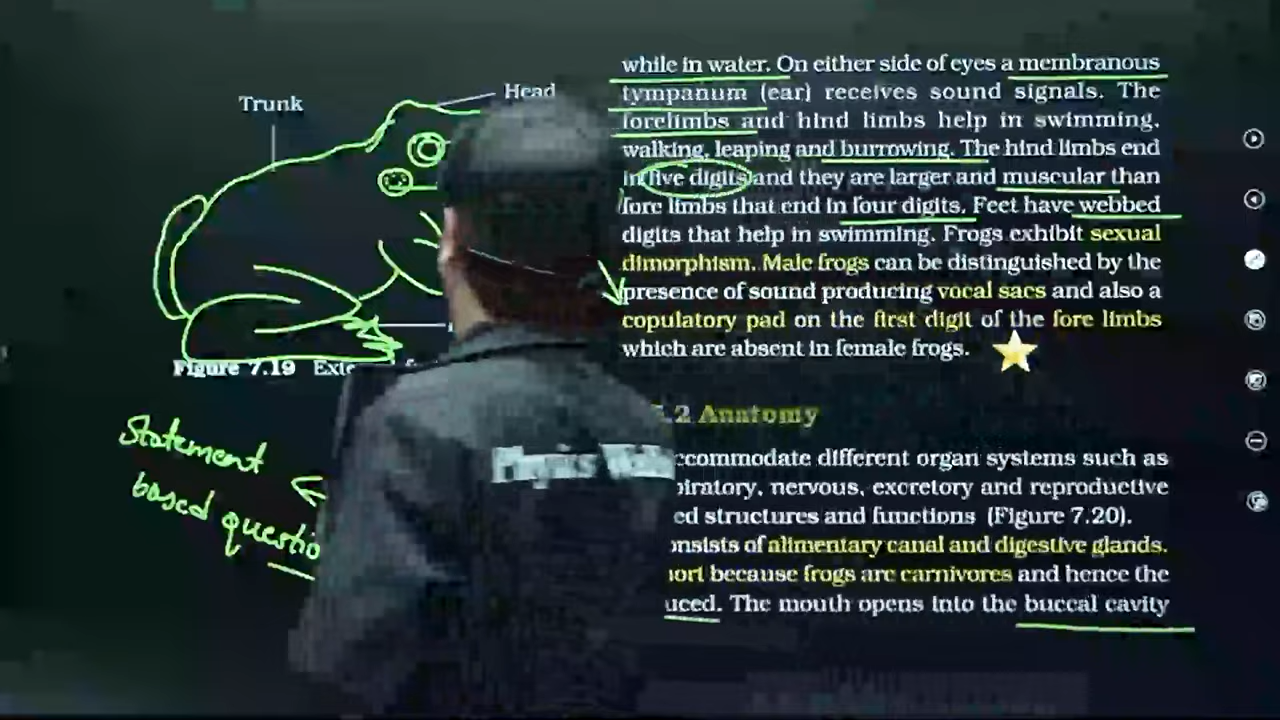 Trunk
Head
Figure 7.19
Statement
based
while in water. On either side of eyes a membranous
tympanum (ear) receives sound signals. The
forelimbs and hind limbs help in swimming,
walking, leaping and burrowing. The hind limbs end
in five digits and they are larger and muscular than
fore limbs that end in four digits. Feet have webbed
digits that help in swimming. Frogs exhibit sexual
dimorphism. Male frogs can be distinguished by the
presence of sound producing vocal sacs and also a
copulatory pad on the first digit of the fore limbs
which are absent in female frogs.
.2 Anatomy
ccommodate different organ systems such as
piratory, nervous, excretory and reproductive
ed structures and functions (Figure 7.20).
onsists of alimentary canal and digestive glands.
hort because frogs are carnivores and hence the
uced. The mouth opens into the buccal cavity